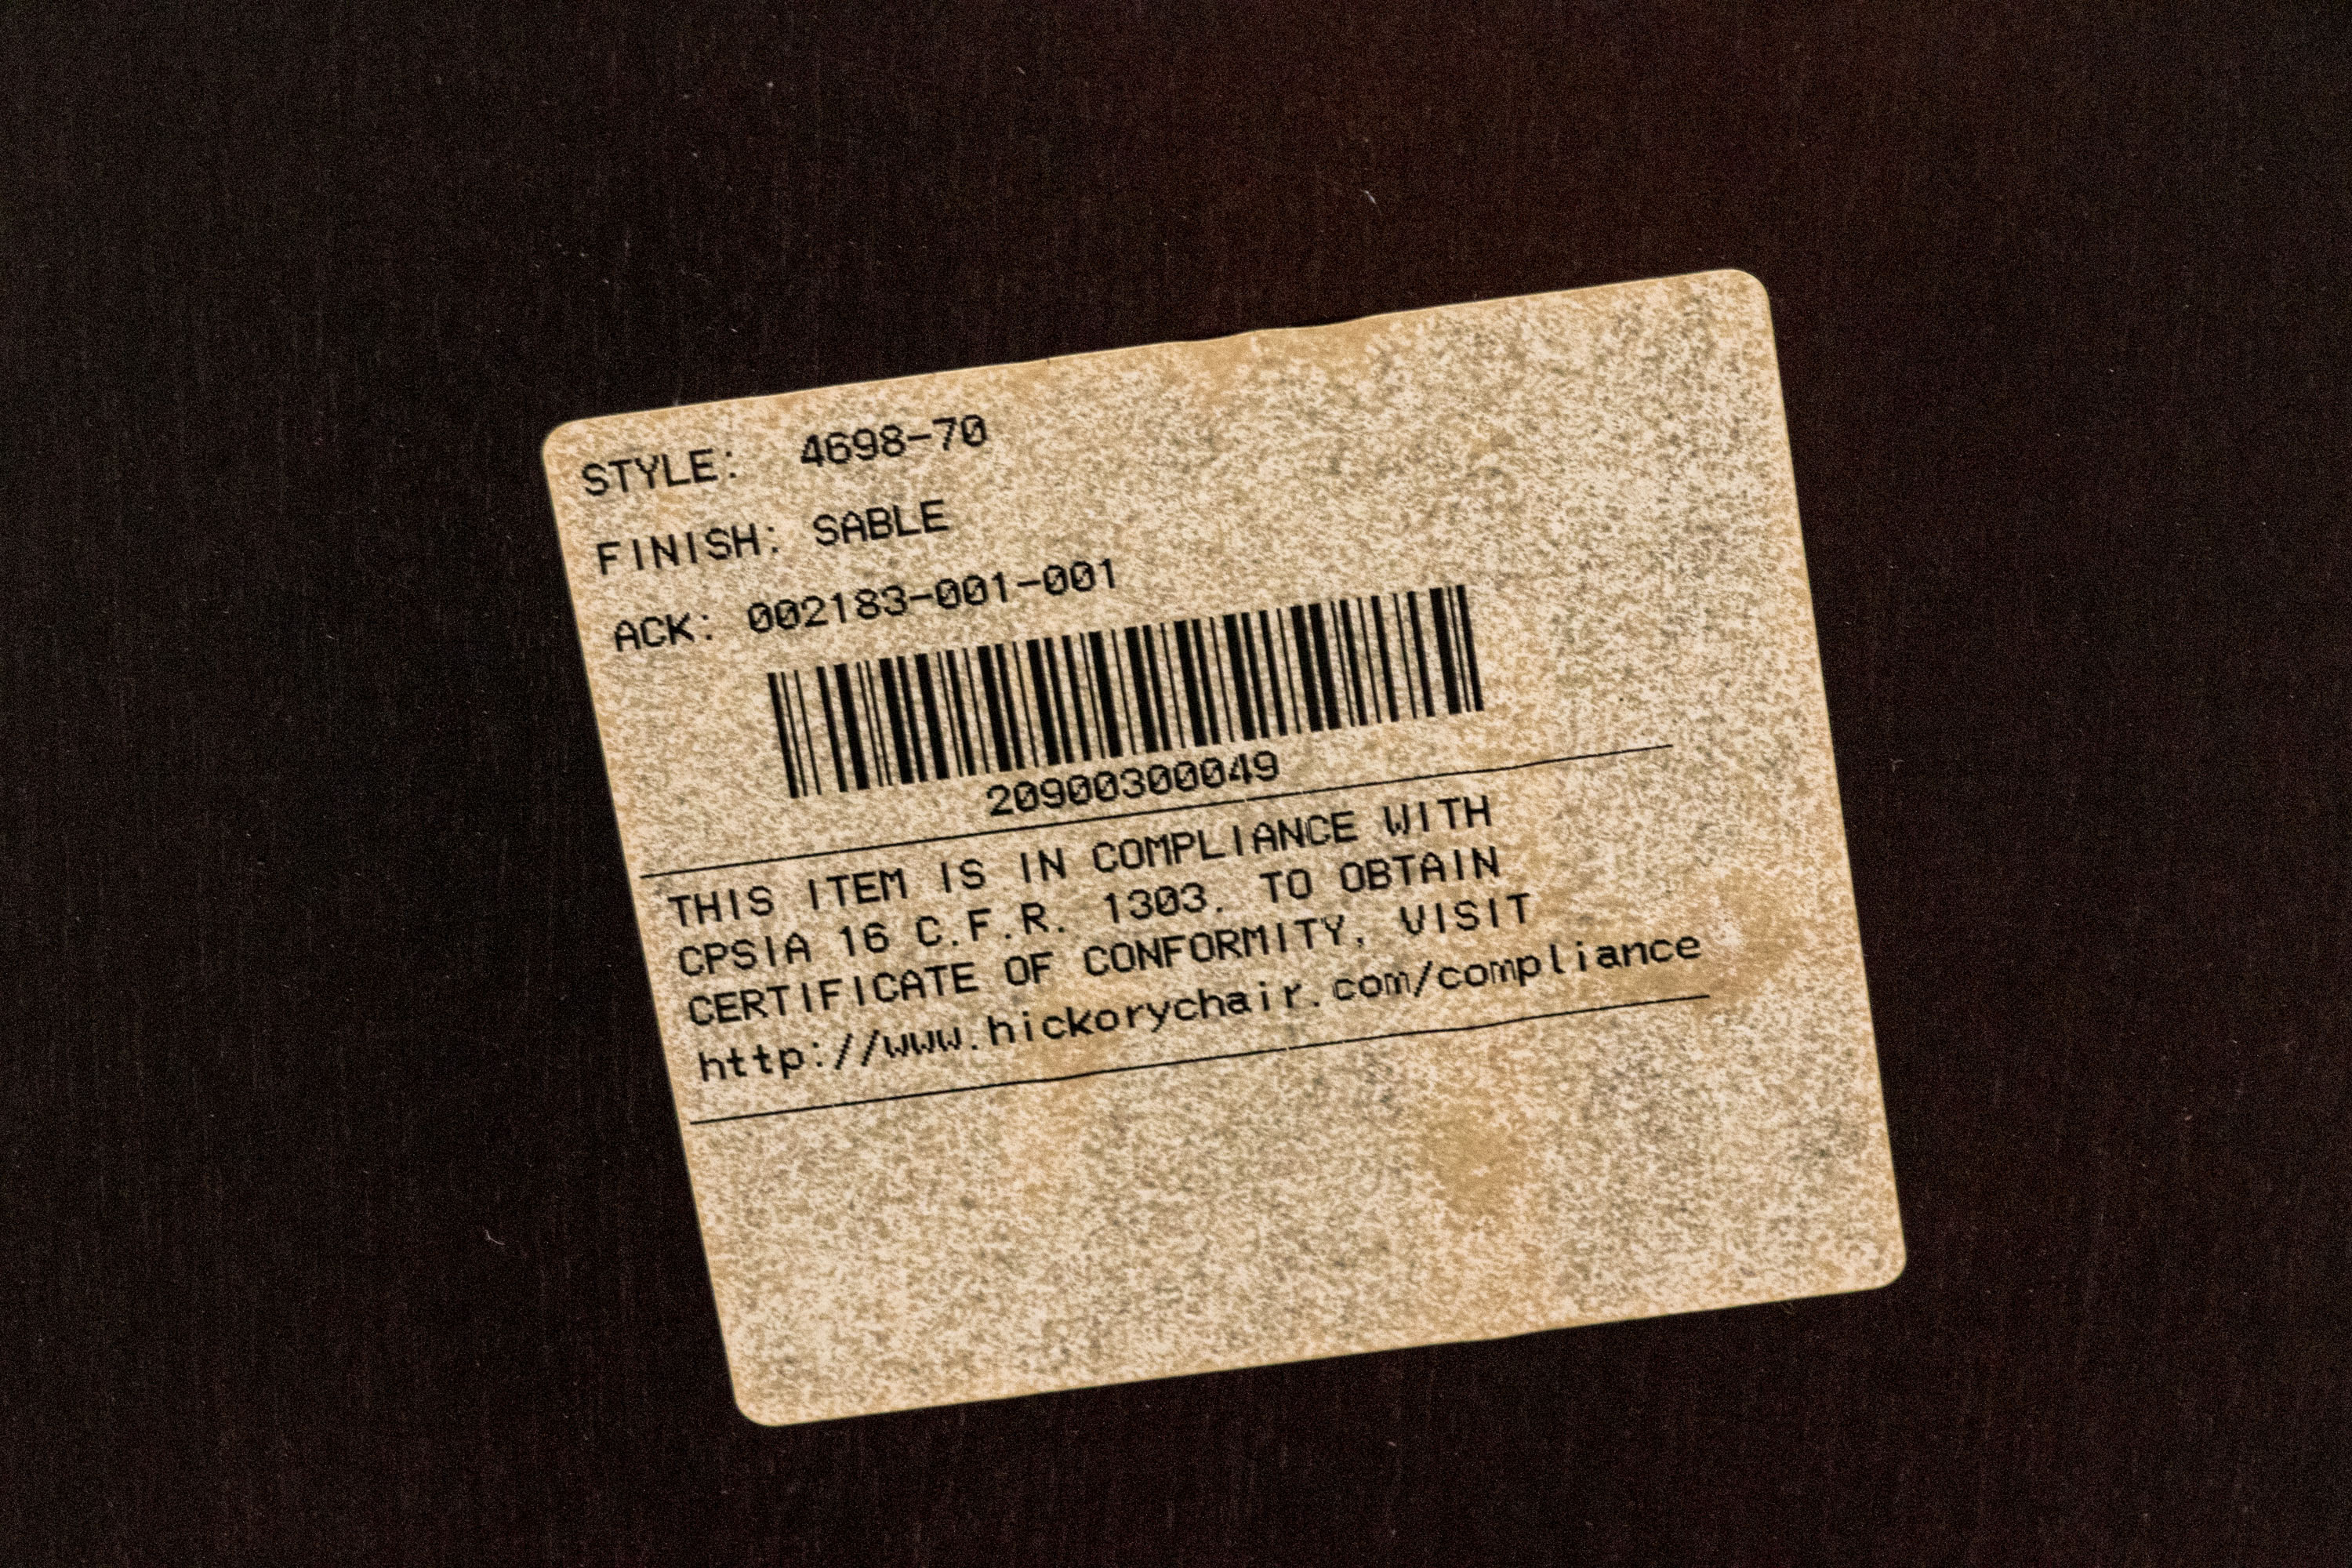 STYLE: 4698-70
FINISH: SABLE
ACK: 002183-001-001
20900300049
THIS ITEM IS IN COMPLIANCE WITH
CPSIA 16 C.F.R. 1303. TO OBTAIN
CERTIFICATE OF CONFORMITY, VISIT
http://www.hickorychair.com/compliance